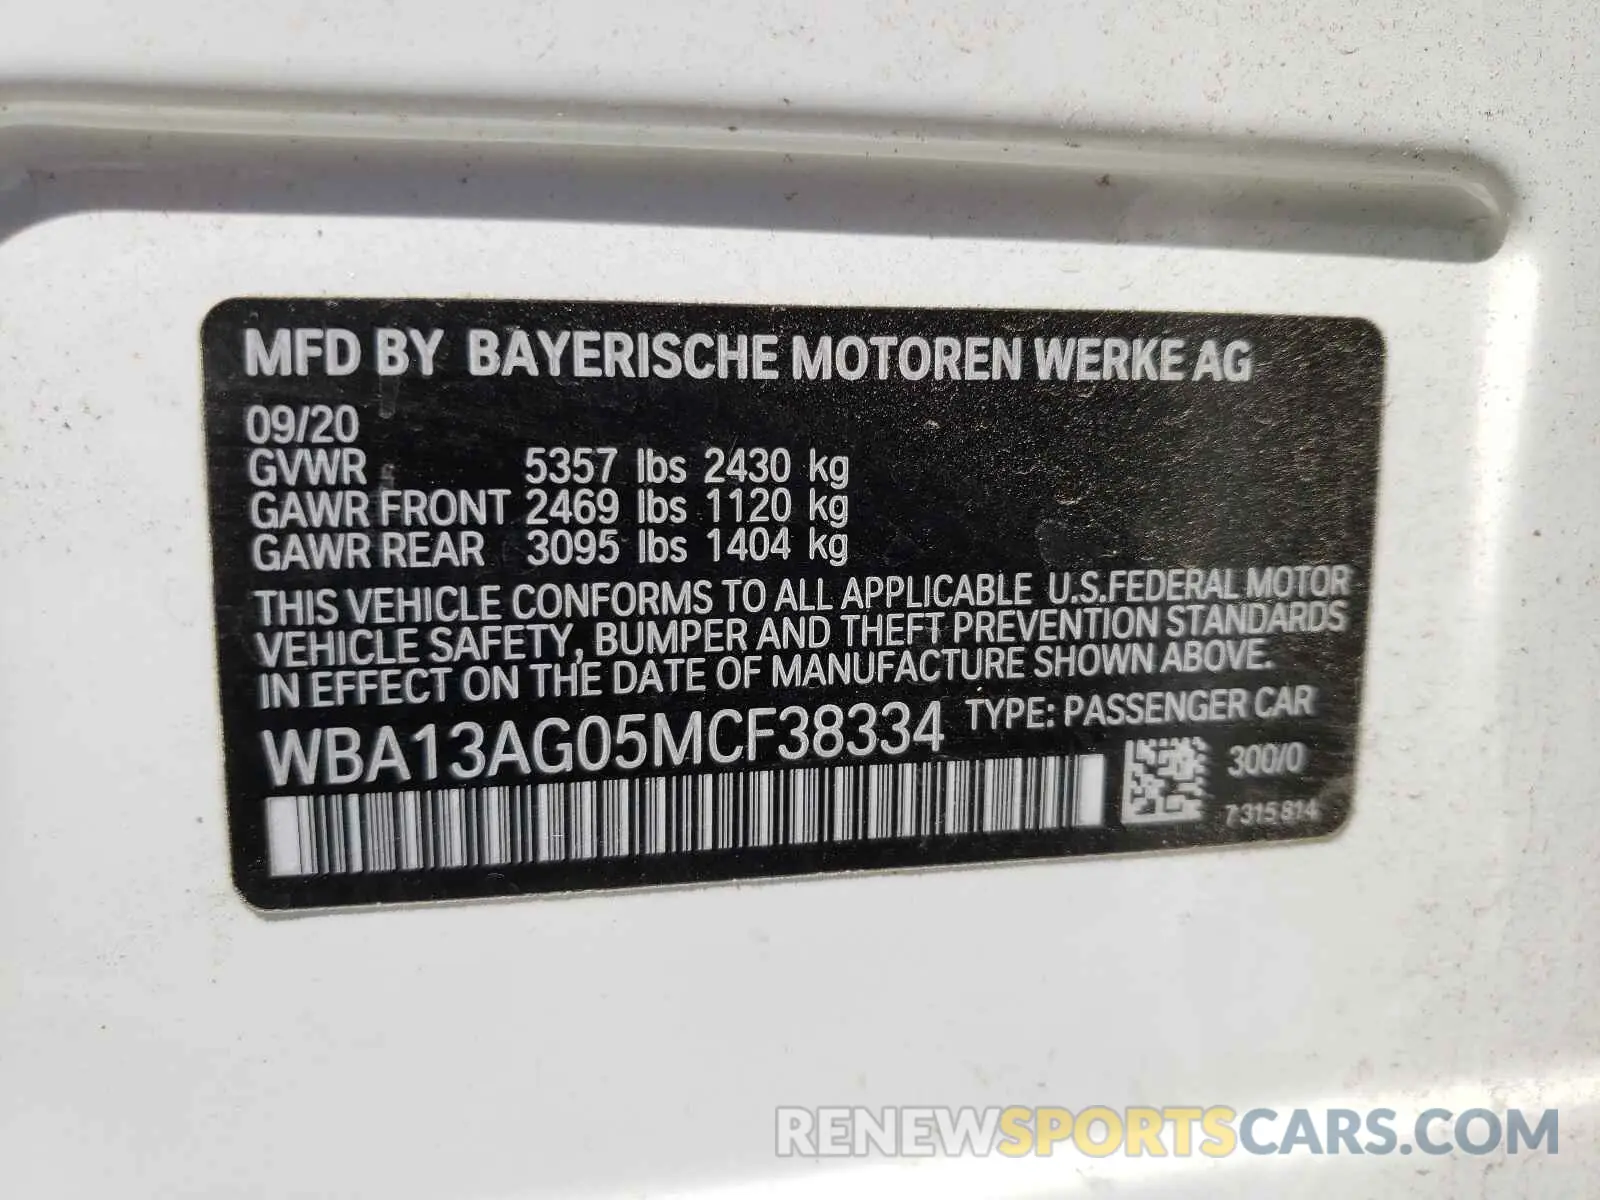 MFD BY BAYERISCHE MOTOREN WERKE AG
09/20
GVWR 5357 lbs 2430 kg
GAWR FRONT 2469 lbs 1120 kg
GAWR REAR 3095 lbs 1404 kg
THIS VEHICLE CONFORMS TO ALL APPLICABLE U.S.FEDERAL MOTOR
VEHICLE SAFETY, BUMPER AND THEFT PREVENTION STANDARDS
IN EFFECT ON THE DATE OF MANUFACTURE SHOWN ABOVE.
WBA13AG05MCF38334 TYPE: PASSENGER CAR
300/0
7 315 814
RENEWSPORTSCARS.COM